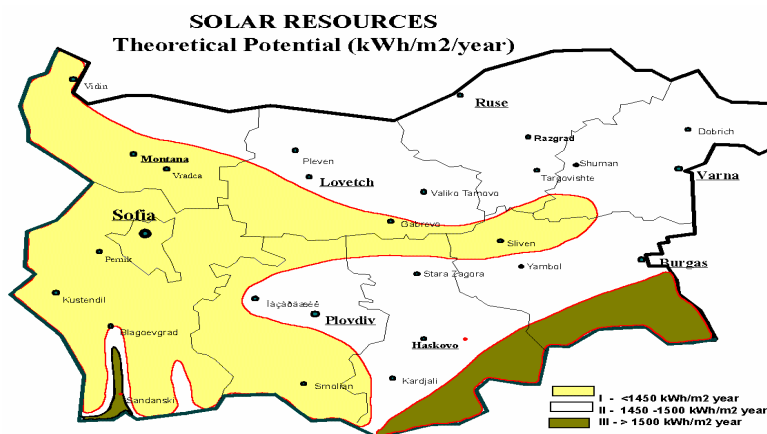 SOLAR RESOURCES
Theoretical Potential (kWh/m2/year)
Vidin
Ruse
Montana
Vradca
Pleven
Lovetch
Razgrad
Dobrich
Shuman
Targovishte
Varna
Valiko Tarnovo
Sofia
Gabrevo
Sliven
Pernik
Stara Zagora
Yambol
Burgas
Kustendil
Ïàçàðäæèê
Plovdiv
Blagoevgrad
Haskovo
Sandanski
Smolian
Kardjali
I - <1450 kWh/m2 year
II - 1450 -1500 kWh/m2 year
III - > 1500 kWh/m2 year